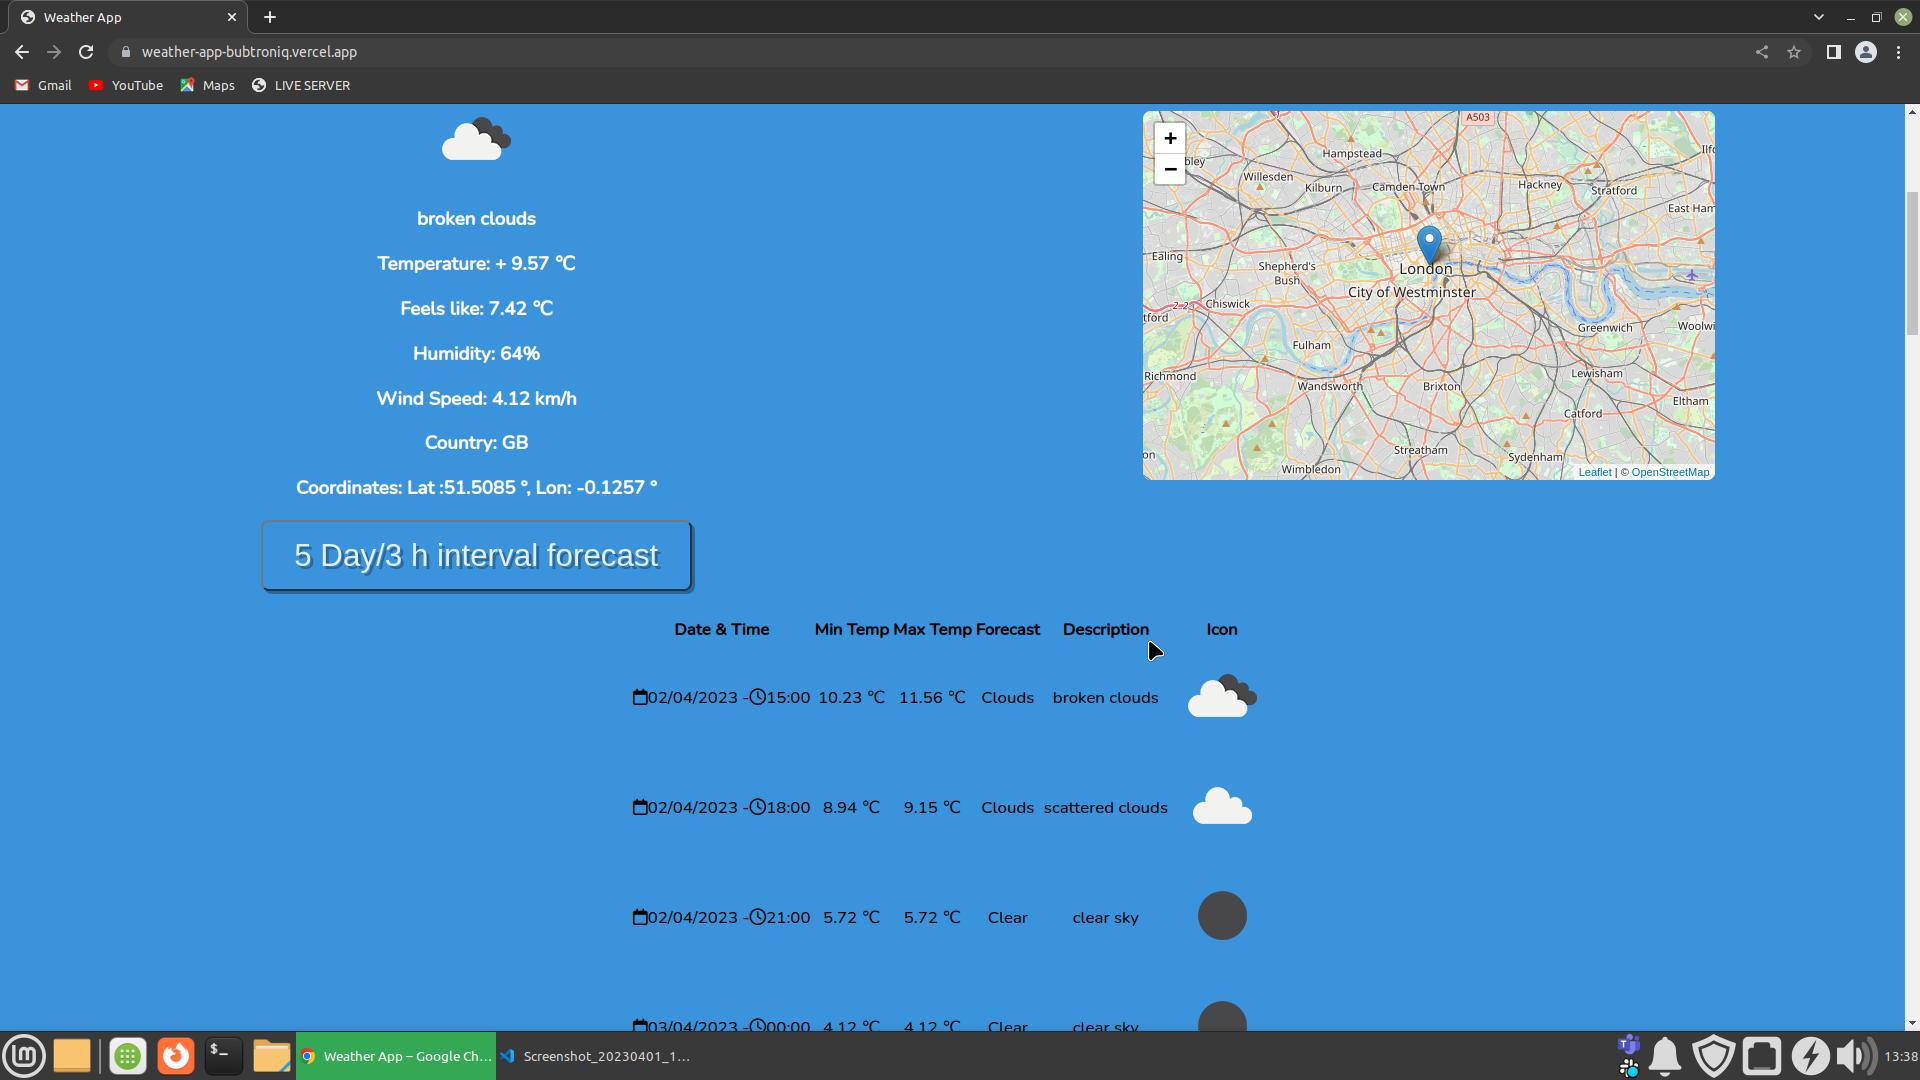 Weather App
weather-app-bubtroniq.vercel.app
Gmail YouTube Maps LIVE SERVER
broken clouds
Temperature: + 9.57 ℃
Feels like: 7.42 ℃
Humidity: 64%
Wind Speed: 4.12 km/h
Country: GB
Coordinates: Lat :51.5085 °, Lon: -0.1257 °
+
−
A503
bley
Hampstead
Ilfo
Willesden
Kilburn
Camden Town
Hackney
Stratford
East Ham
Ealing
Shepherd's
Bush
London
City of Westminster
Chiswick
tford
Greenwich
Woolwi
Fulham
Richmond
Wandsworth
Brixton
Lewisham
Eltham
Catford
on
Streatham
Sydenham
Wimbledon
Leaflet | © OpenStreetMap
5 Day/3 h interval forecast
Date & Time Min Temp Max Temp Forecast Description Icon
02/04/2023 - 15:00 10.23 ℃ 11.56 ℃ Clouds broken clouds
02/04/2023 - 18:00 8.94 ℃ 9.15 ℃ Clouds scattered clouds
02/04/2023 - 21:00 5.72 ℃ 5.72 ℃ Clear clear sky
03/04/2023 - 00:00 4.12 ℃ 4.12 ℃ Clear clear sky
Weather App – Google Ch... Screenshot_20230401_1... 13:38